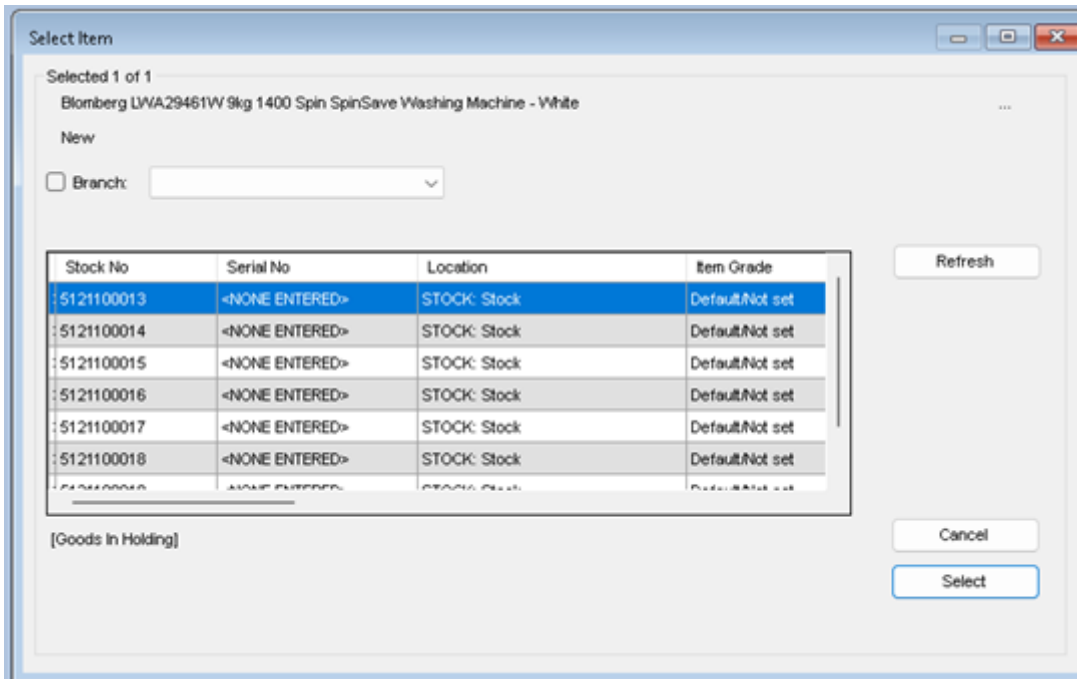 Select Item
Selected 1 of 1
Blomberg LWA29461W 9kg 1400 Spin SpinSave Washing Machine - White
...
New
Branch:
Stock No Serial No Location Item Grade
Refresh
5121100013 <NONE ENTERED> STOCK: Stock Default/Not set
5121100014 <NONE ENTERED> STOCK: Stock Default/Not set
5121100015 <NONE ENTERED> STOCK: Stock Default/Not set
5121100016 <NONE ENTERED> STOCK: Stock Default/Not set
5121100017 <NONE ENTERED> STOCK: Stock Default/Not set
5121100018 <NONE ENTERED> STOCK: Stock Default/Not set
[Goods In Holding]
Cancel
Select